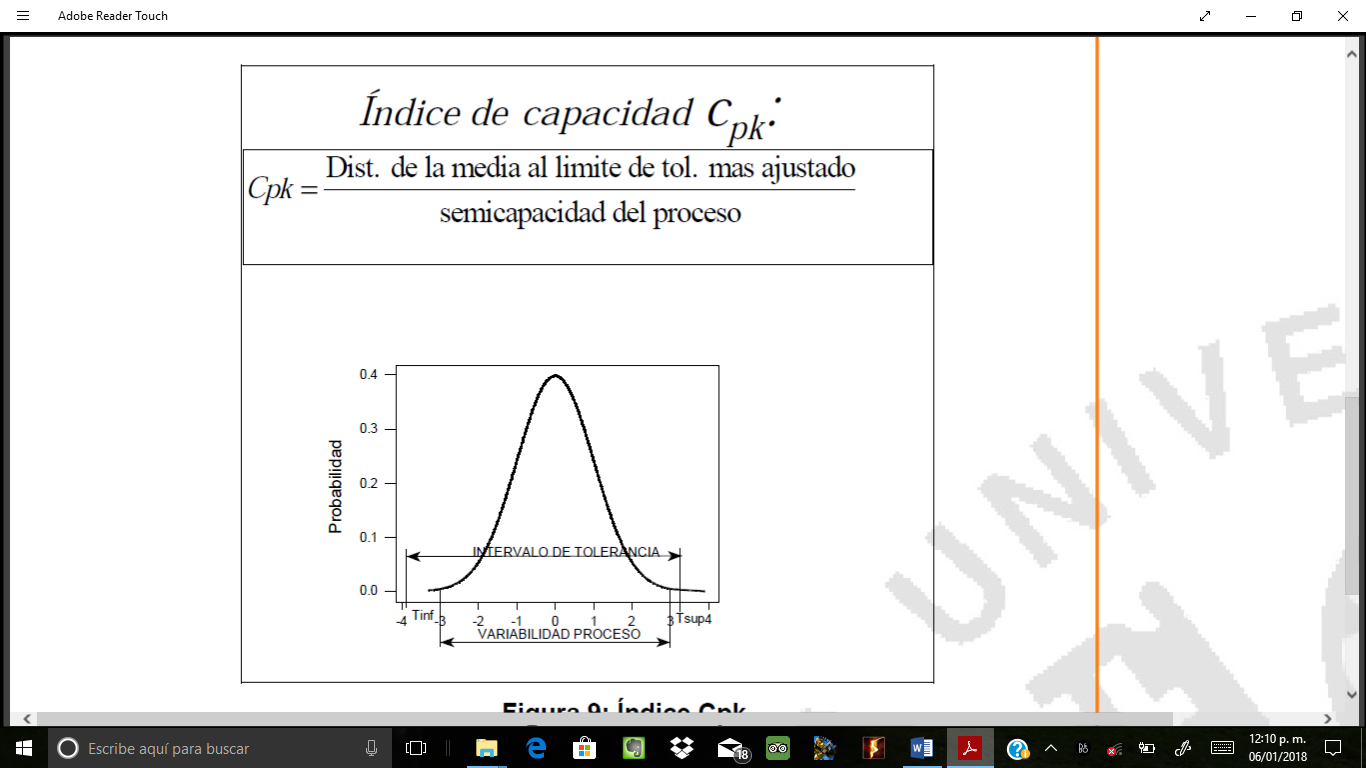 Adobe Reader Touch
Índice de capacidad Cpk:
Cpk = Dist. de la media al limite de tol. mas ajustado
semicapacidad del proceso
0.4
0.3
0.2
0.1
0.0
Probabilidad
INTERVALO DE TOLERANCIA
-4 Tinf -3 -2 -1 0 1 2 3 Tsup 4
VARIABILIDAD PROCESO
Figura 9: Índice Cpk
UNIVE
Escribe aquí para buscar
18
12:10 p. m.
06/01/2018